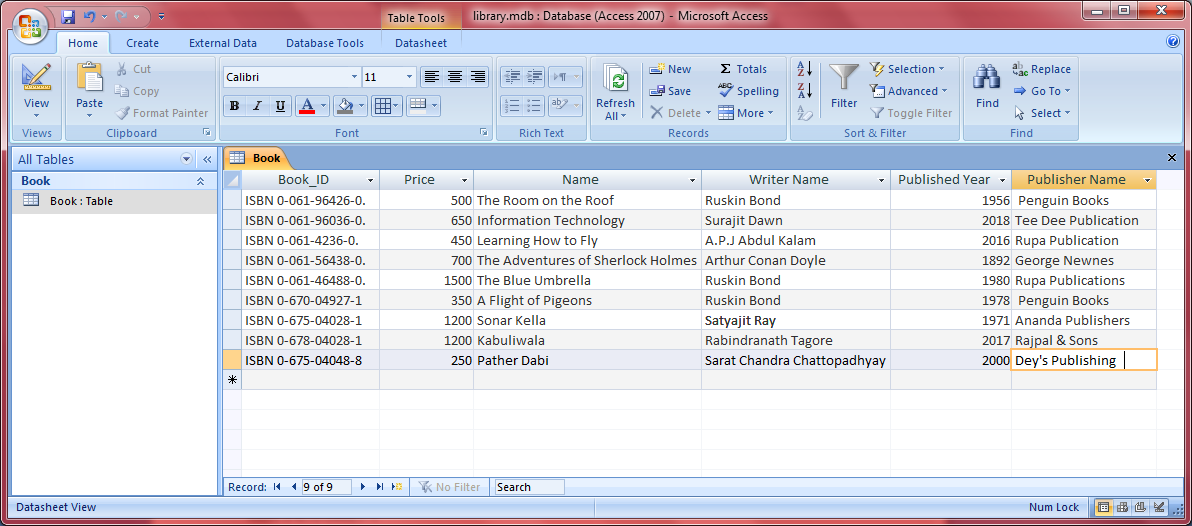 Table Tools library.mdb : Database (Access 2007) - Microsoft Access
Home Create External Data Database Tools Datasheet
View
Views
Paste
Cut
Copy
Format Painter
Clipboard
Calibri 11
B I U A
Font
Rich Text
Refresh All
New
Save
Delete
Σ Totals
Spelling
More
Records
Filter
Selection
Advanced
Toggle Filter
Sort & Filter
Find
Replace
Go To
Select
Find
All Tables
Book
Book : Table
Book
Book_ID Price Name Writer Name Published Year Publisher Name
ISBN 0-061-96426-0. 500 The Room on the Roof Ruskin Bond 1956 Penguin Books
ISBN 0-061-96036-0. 650 Information Technology Surajit Dawn 2018 Tee Dee Publication
ISBN 0-061-4236-0. 450 Learning How to Fly A.P.J Abdul Kalam 2016 Rupa Publication
ISBN 0-061-56438-0. 700 The Adventures of Sherlock Holmes Arthur Conan Doyle 1892 George Newnes
ISBN 0-061-46488-0. 1500 The Blue Umbrella Ruskin Bond 1980 Rupa Publications
ISBN 0-670-04927-1 350 A Flight of Pigeons Ruskin Bond 1978 Penguin Books
ISBN 0-675-04028-1 1200 Sonar Kella Satyajit Ray 1971 Ananda Publishers
ISBN 0-678-04028-1 1200 Kabuliwala Rabindranath Tagore 2017 Rajpal & Sons
ISBN 0-675-04048-8 250 Pather Dabi Sarat Chandra Chattopadhyay 2000 Dey's Publishing
Record: 9 of 9 No Filter Search
Datasheet View Num Lock